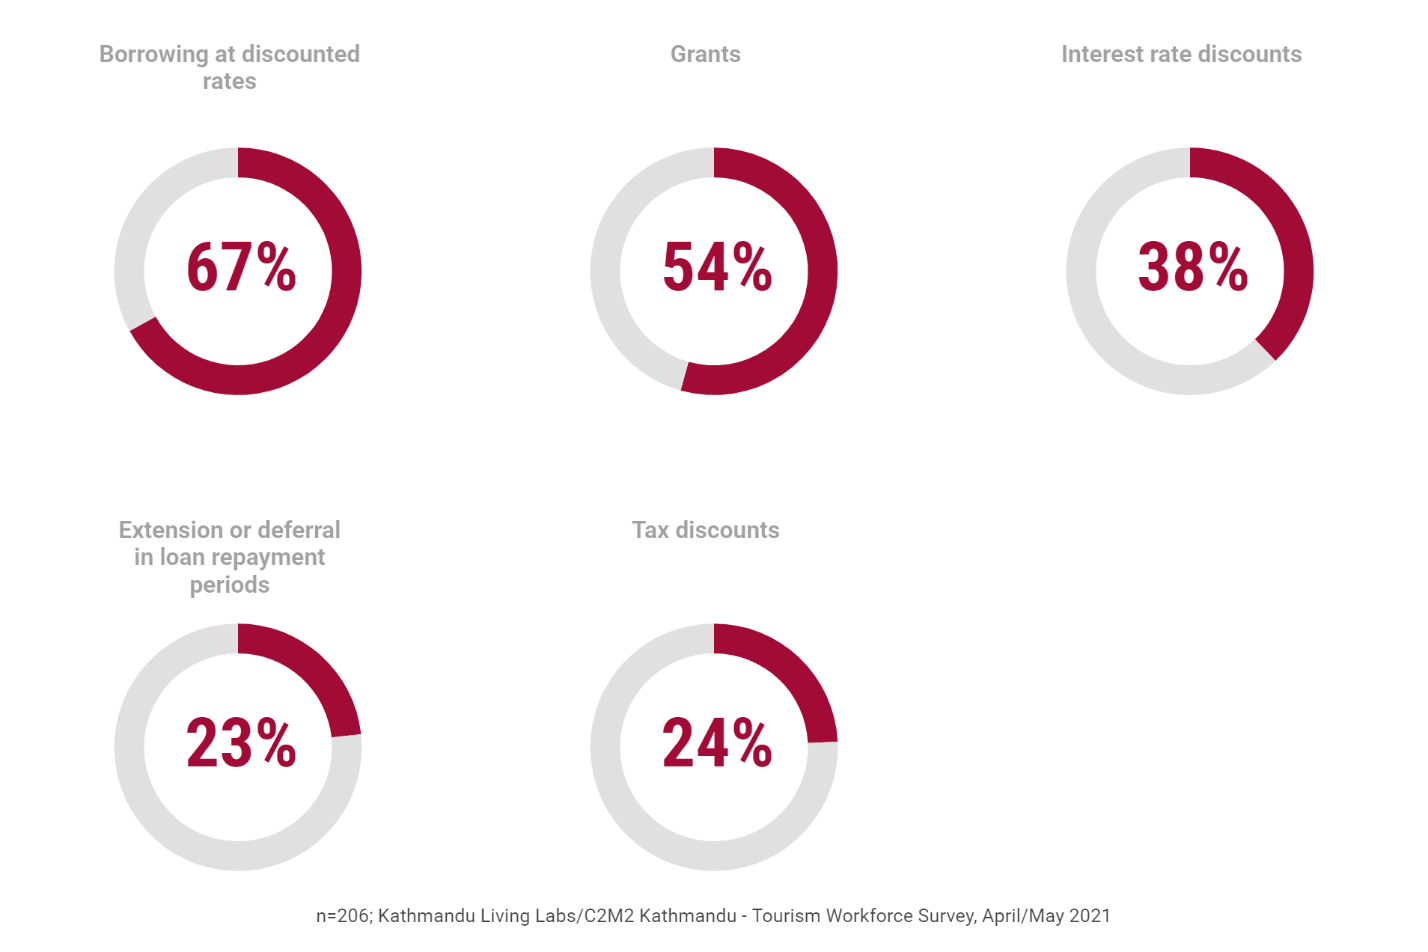 Borrowing at discounted
rates
Grants
Interest rate discounts
67%
54%
38%
Extension or deferral
in loan repayment
periods
Tax discounts
23%
24%
n=206; Kathmandu Living Labs/C2M2 Kathmandu - Tourism Workforce Survey, April/May 2021